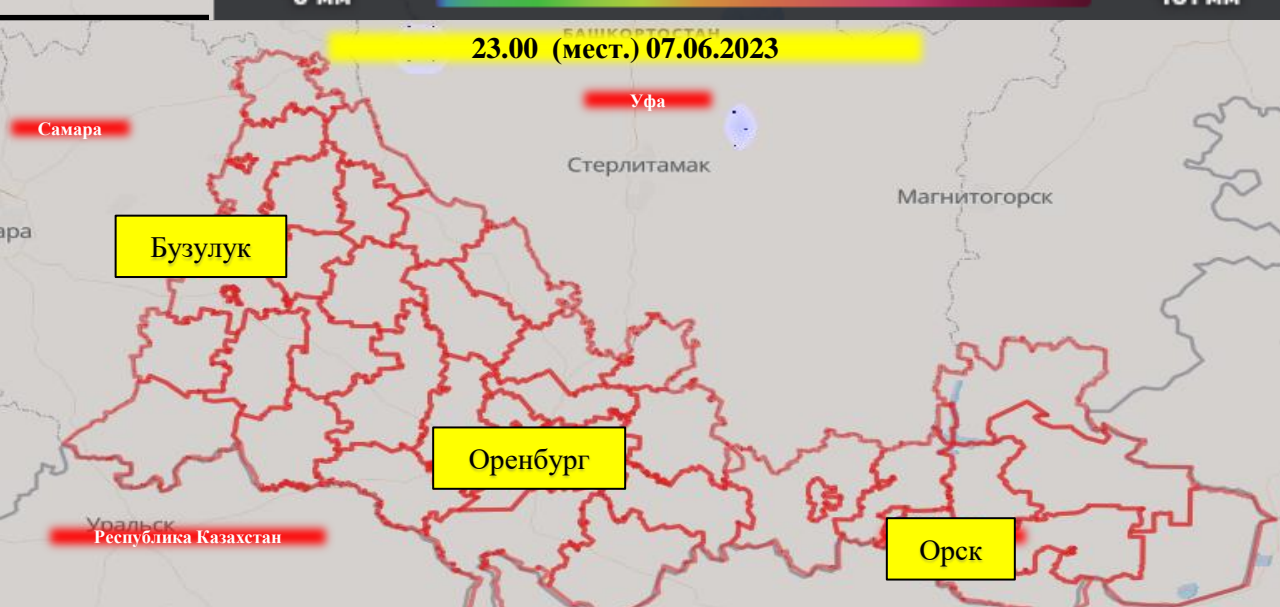 0 мм
101 мм
БАШКОРТОСТАН
23.00 (мест.) 07.06.2023
Уфа
Самара
Стерлитамак
Магнитогорск
ара
Бузулук
Оренбург
Уральск
Республика Казахстан
Орск